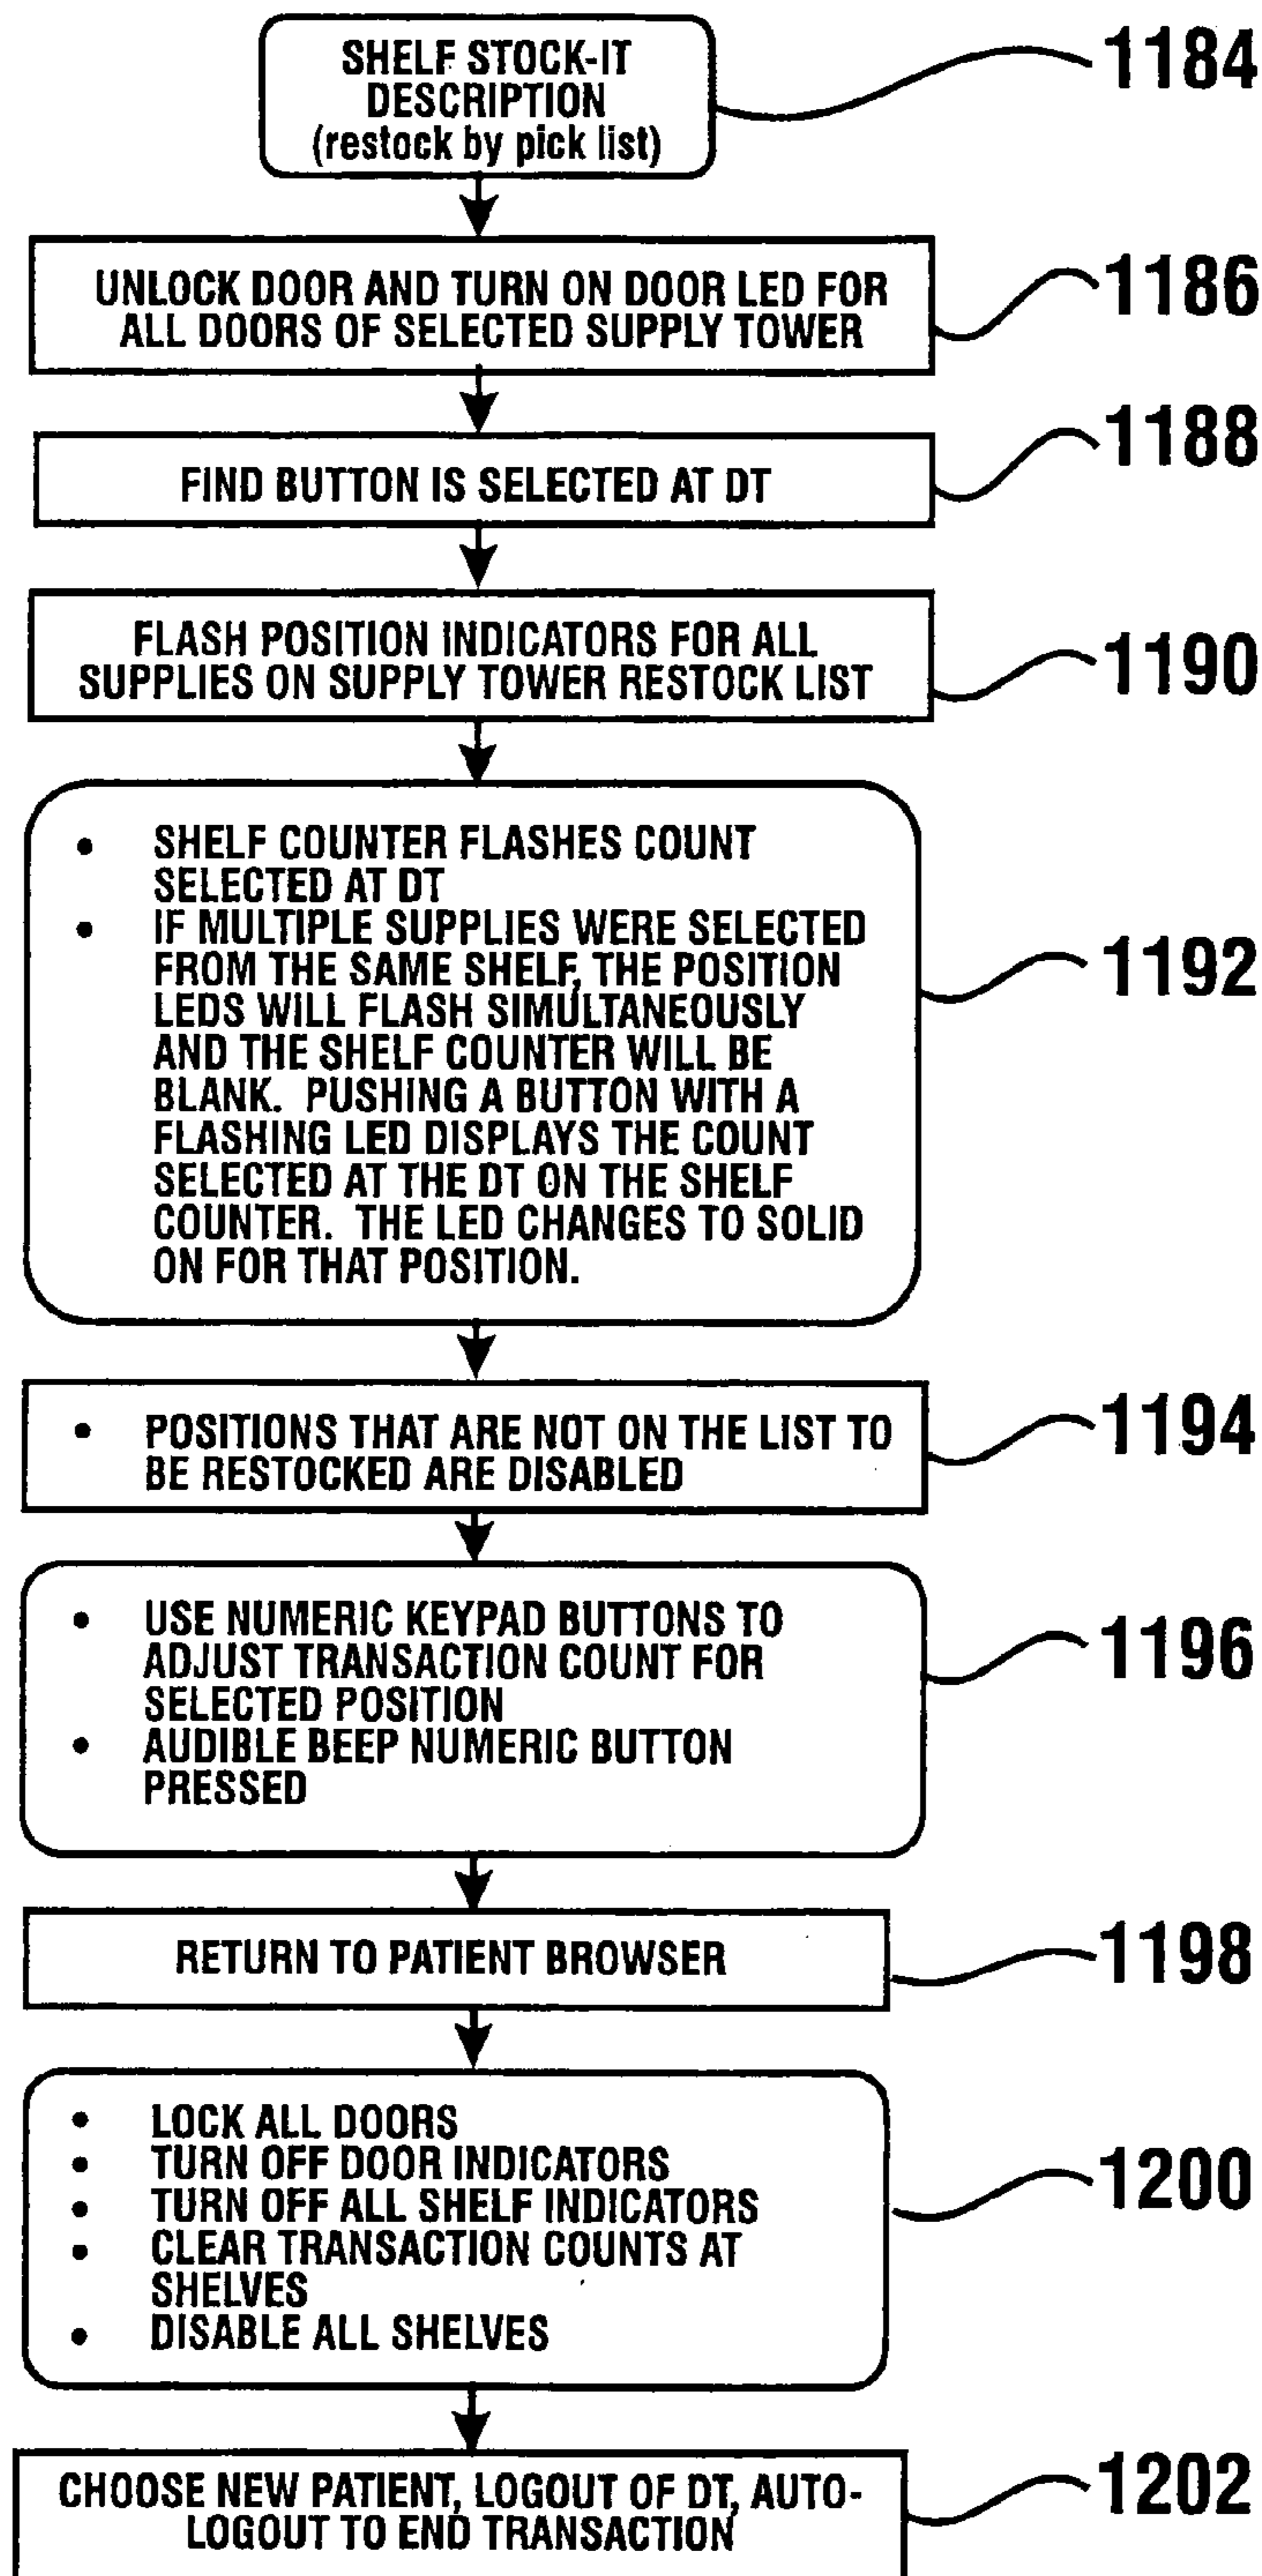 SHELF STOCK-IT
DESCRIPTION
(restock by pick list)
1184
UNLOCK DOOR AND TURN ON DOOR LED FOR
ALL DOORS OF SELECTED SUPPLY TOWER
1186
FIND BUTTON IS SELECTED AT DT
1188
FLASH POSITION INDICATORS FOR ALL
SUPPLIES ON SUPPLY TOWER RESTOCK LIST
1190
• SHELF COUNTER FLASHES COUNT
SELECTED AT DT
• IF MULTIPLE SUPPLIES WERE SELECTED
FROM THE SAME SHELF, THE POSITION
LEDS WILL FLASH SIMULTANEOUSLY
AND THE SHELF COUNTER WILL BE
BLANK. PUSHING A BUTTON WITH A
FLASHING LED DISPLAYS THE COUNT
SELECTED AT THE DT ON THE SHELF
COUNTER. THE LED CHANGES TO SOLID
ON FOR THAT POSITION.
1192
• POSITIONS THAT ARE NOT ON THE LIST TO
BE RESTOCKED ARE DISABLED
1194
• USE NUMERIC KEYPAD BUTTONS TO
ADJUST TRANSACTION COUNT FOR
SELECTED POSITION
• AUDIBLE BEEP NUMERIC BUTTON
PRESSED
1196
RETURN TO PATIENT BROWSER
1198
• LOCK ALL DOORS
• TURN OFF DOOR INDICATORS
• TURN OFF ALL SHELF INDICATORS
• CLEAR TRANSACTION COUNTS AT
SHELVES
• DISABLE ALL SHELVES
1200
CHOOSE NEW PATIENT, LOGOUT OF DT, AUTO-
LOGOUT TO END TRANSACTION
1202